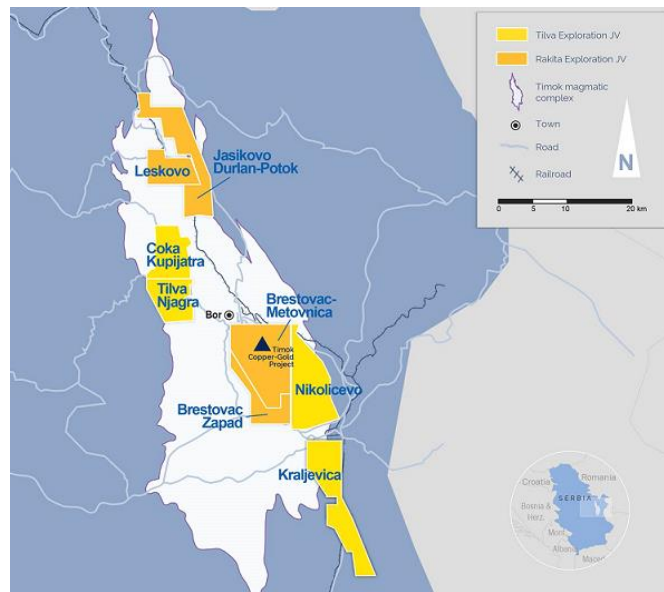 Tilva Exploration JV
Rakita Exploration JV
Timok magmatic
complex
Town
Road
Railroad
N
0 5 10 20 km
Jasikovo
Durlan-Potok
Leskovo
Coka
Kupijatra
Tilva
Njagra
Bor
Brestovac-
Metovnica
Timok
Copper-Gold
Project
Nikolicevo
Brestovac
Zapad
Kraljevica
Croatia
Romania
SERBIA
Bosnia &
Herz.
Mont.
Albania